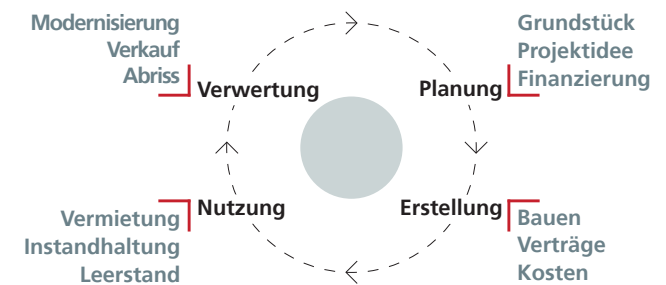 Modernisierung
Verkauf
Abriss
Verwertung
Grundstück
Projektidee
Finanzierung
Planung
Nutzung
Vermietung
Instandhaltung
Leerstand
Erstellung
Bauen
Verträge
Kosten